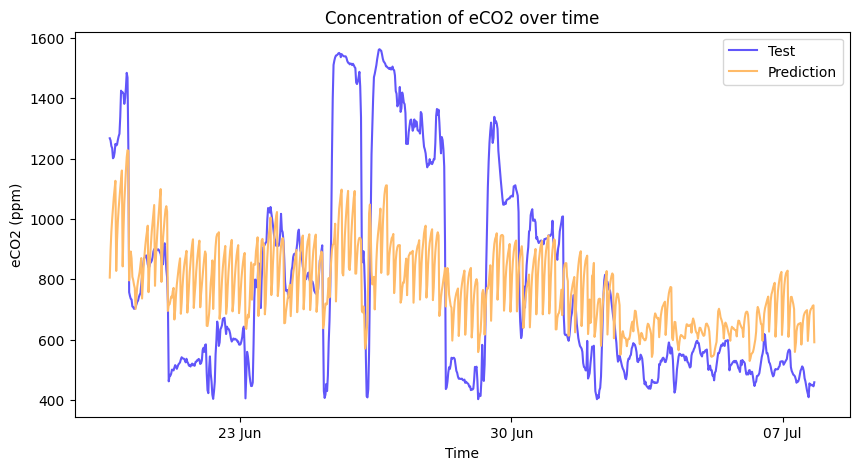 Concentration of eCO2 over time
eCO2 (ppm)
1600
1400
1200
1000
800
600
400
Test
Prediction
23 Jun
30 Jun
07 Jul
Time